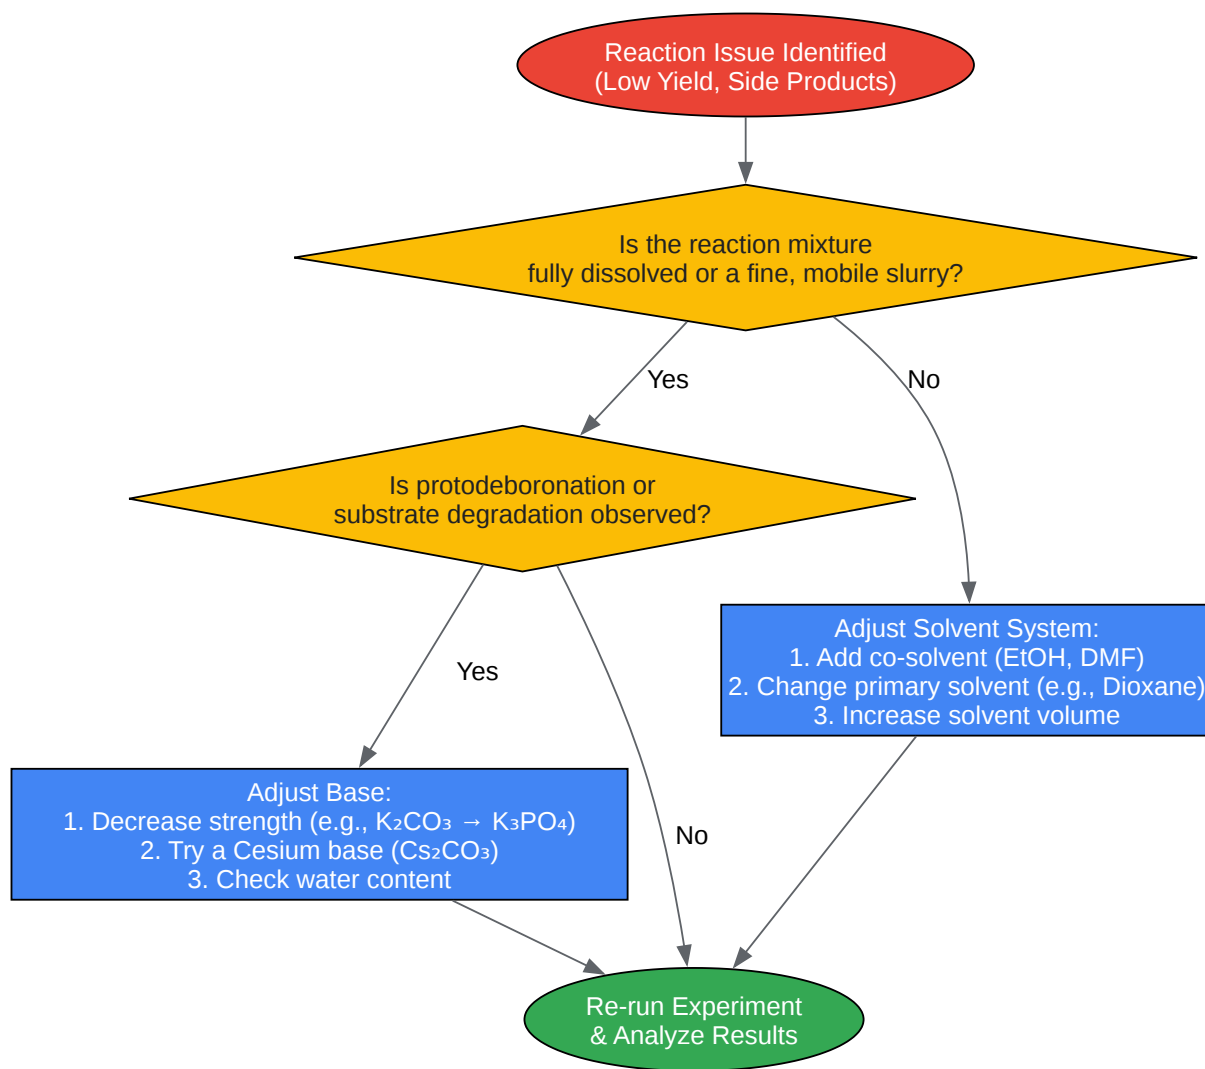 Reaction Issue Identified
(Low Yield, Side Products)
Is the reaction mixture
fully dissolved or a fine, mobile slurry?
Yes
No
Is protodeboronation or
substrate degradation observed?
Adjust Solvent System:
1. Add co-solvent (EtOH, DMF)
2. Change primary solvent (e.g., Dioxane)
3. Increase solvent volume
Yes
Adjust Base:
1. Decrease strength (e.g., K₂CO₃ → K₃PO₄)
2. Try a Cesium base (Cs₂CO₃)
3. Check water content
No
Re-run Experiment
& Analyze Results